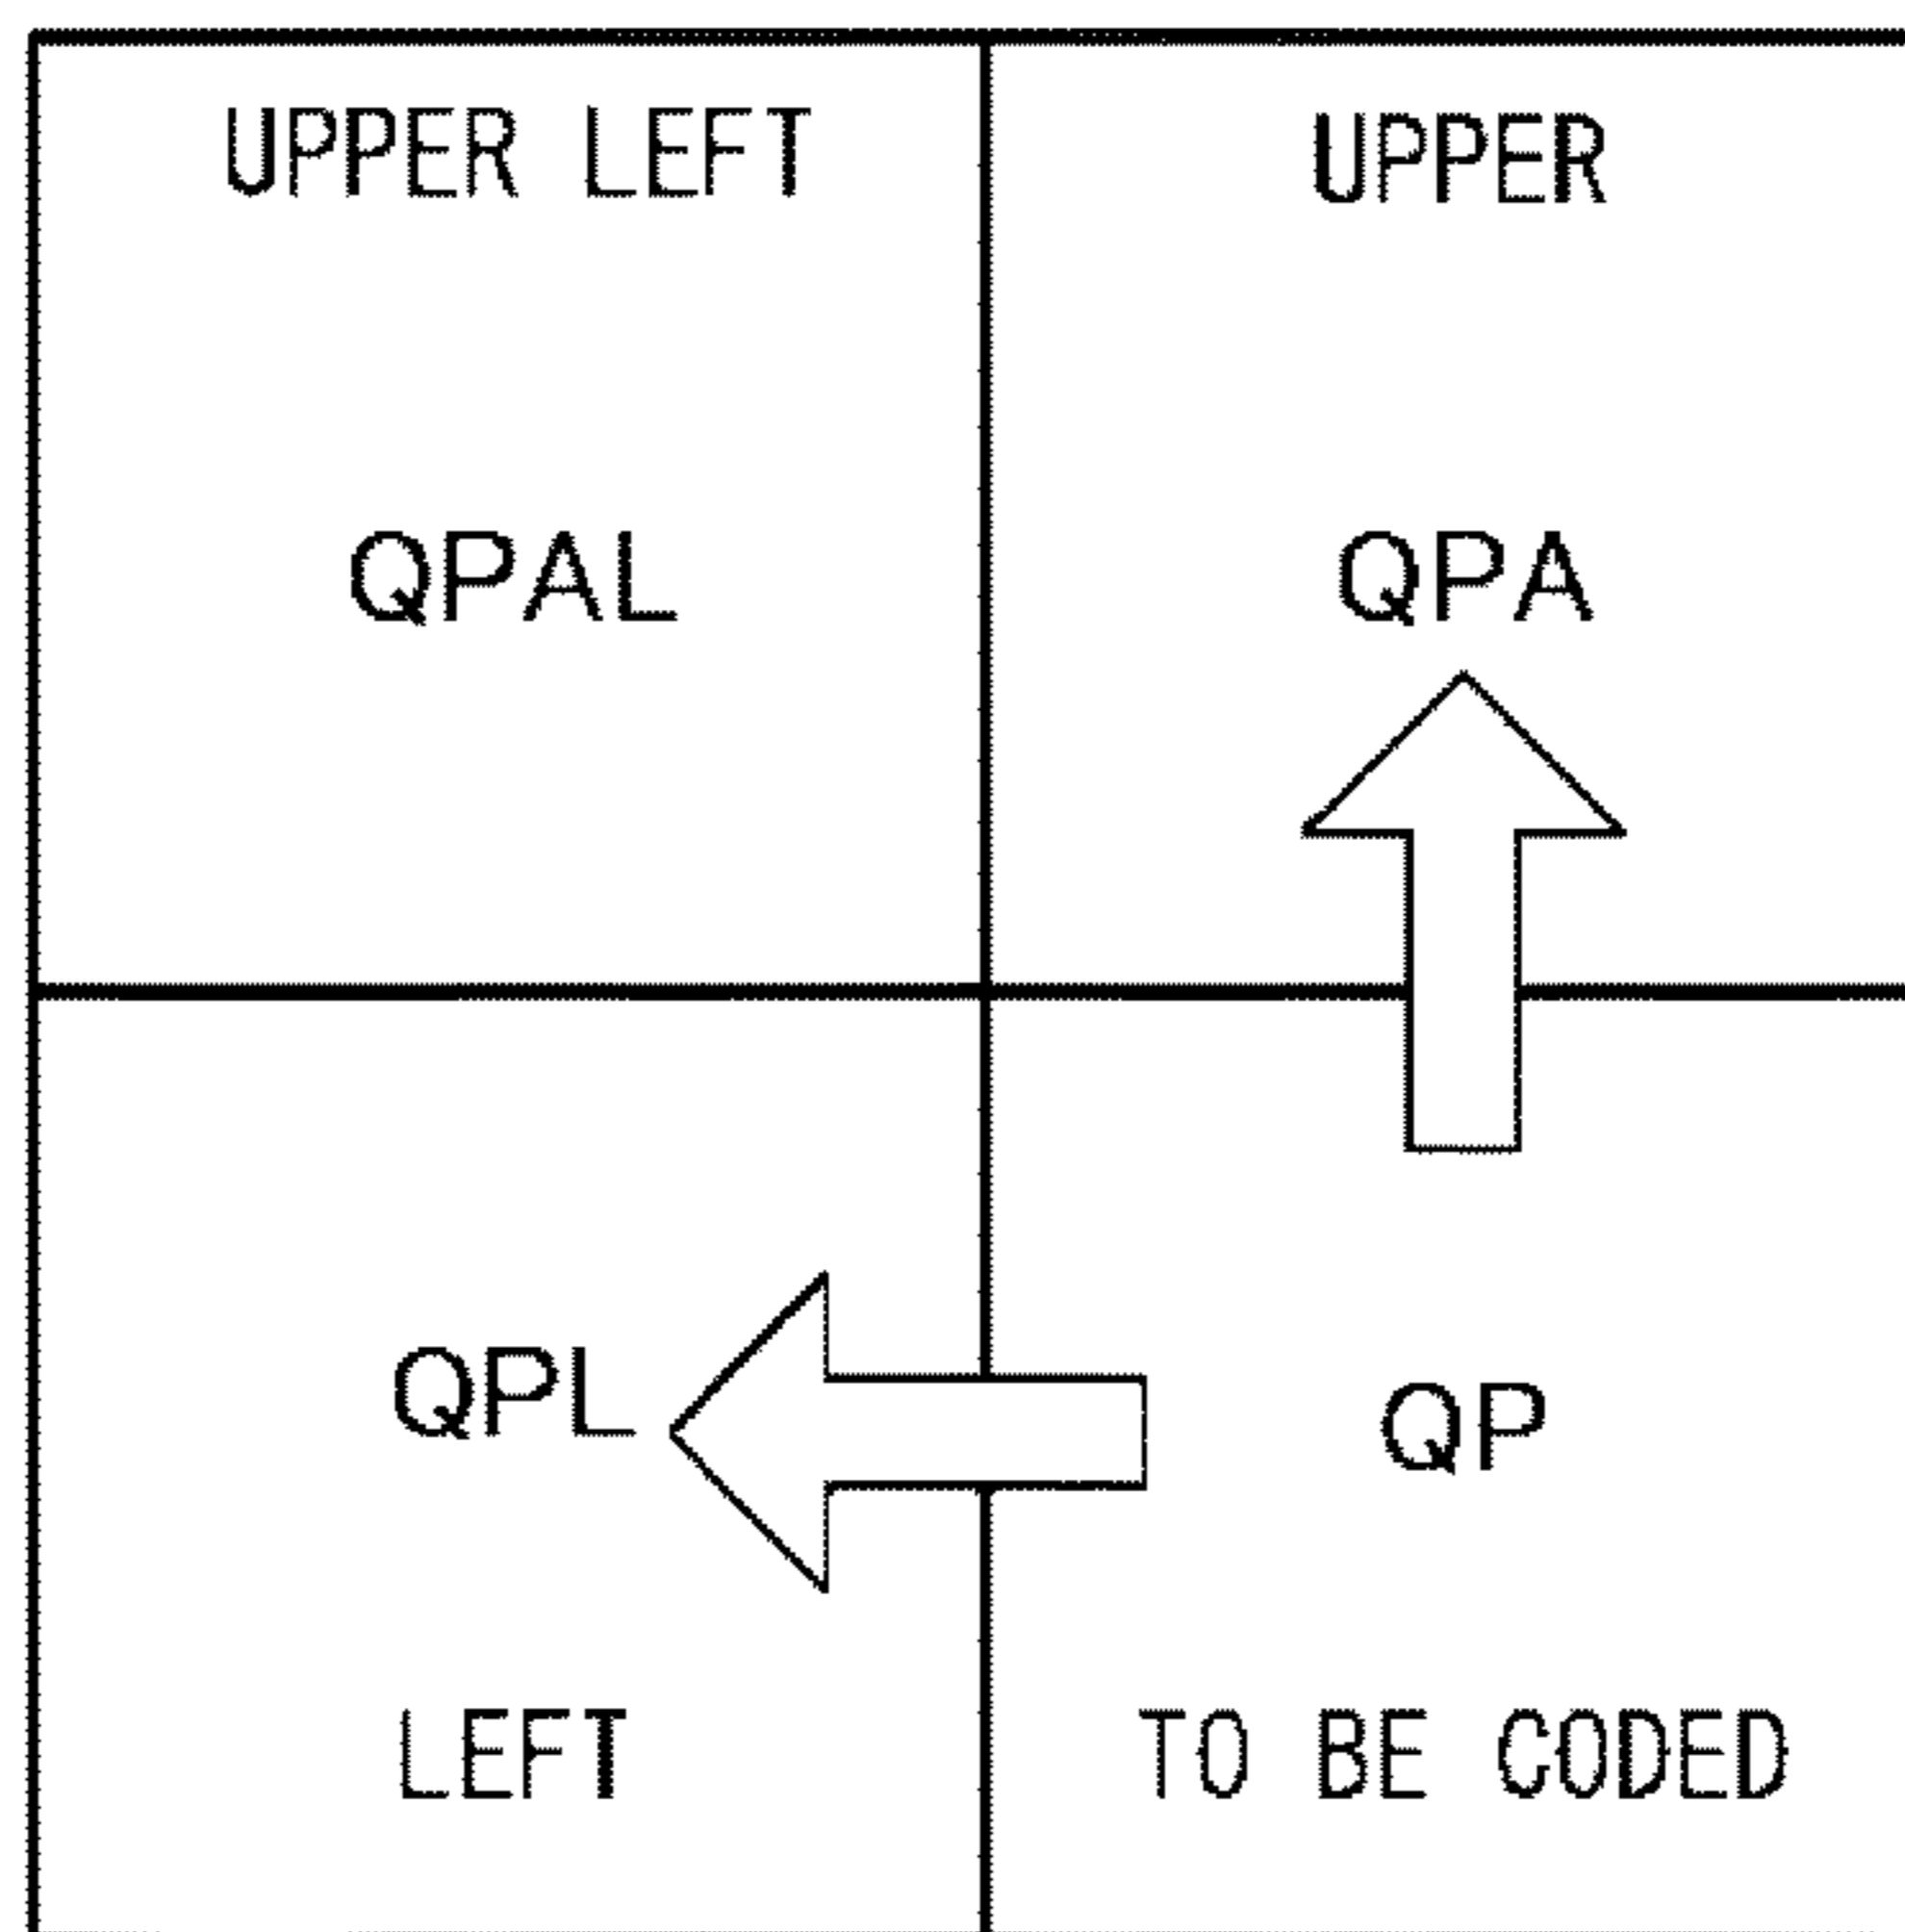 UPPER LEFT
UPPER
QPAL
QPA
QPL
QP
LEFT
TO BE CODED